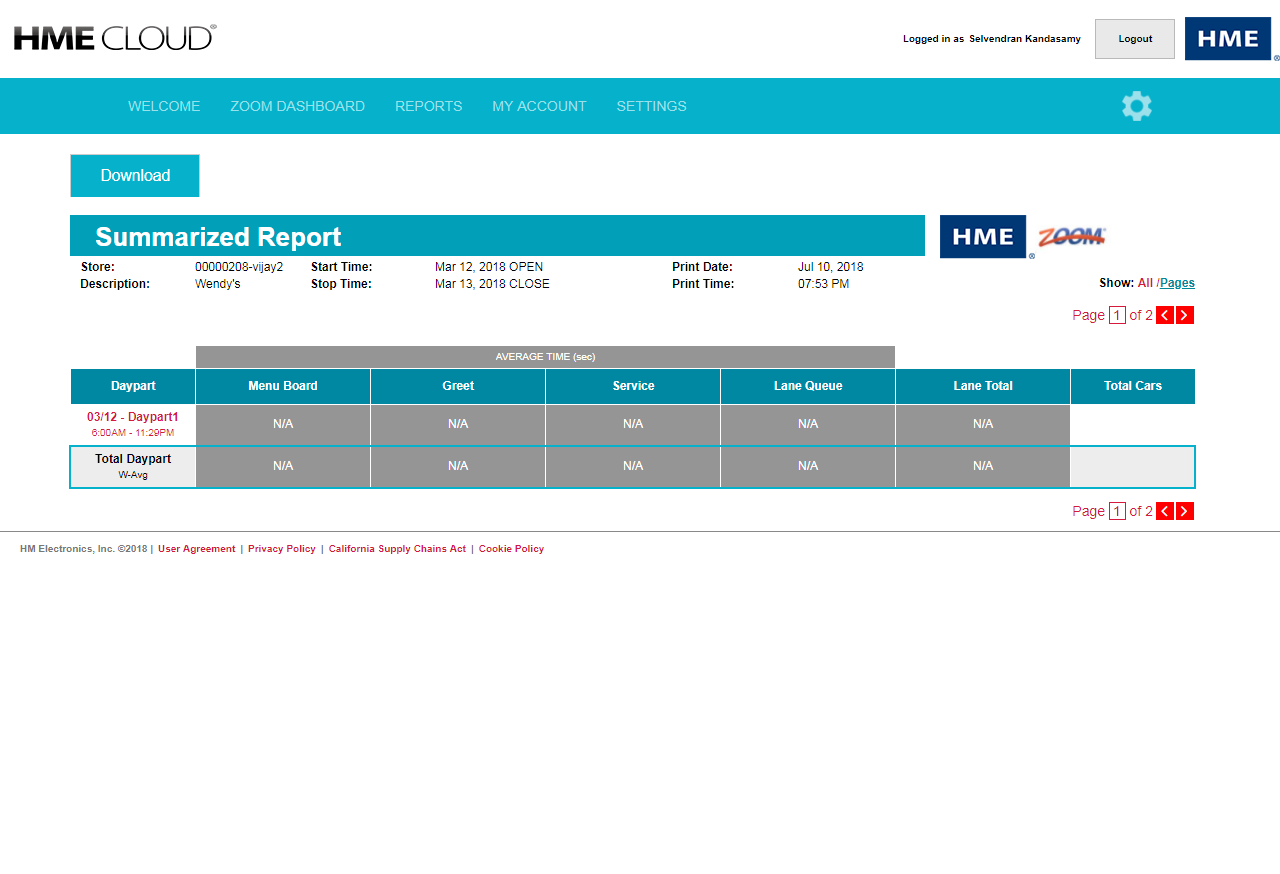 HME CLOUD®
Logged in as Selvendran Kandasamy
Logout
HME®
WELCOME ZOOM DASHBOARD REPORTS MY ACCOUNT SETTINGS
Download
Summarized Report
HME® ZOOM®
Store: 00000208-vijay2 Start Time: Mar 12, 2018 OPEN Print Date: Jul 10, 2018
Description: Wendy's Stop Time: Mar 13, 2018 CLOSE Print Time: 07:53 PM
Show: All /Pages
Page 1 of 2 < >
AVERAGE TIME (sec)
Daypart Menu Board Greet Service Lane Queue Lane Total Total Cars
03/12 - Daypart1
6:00AM - 11:29PM
N/A N/A N/A N/A N/A
Total Daypart
W-Avg
N/A N/A N/A N/A N/A
Page 1 of 2 < >
HM Electronics, Inc. ©2018 | User Agreement | Privacy Policy | California Supply Chains Act | Cookie Policy